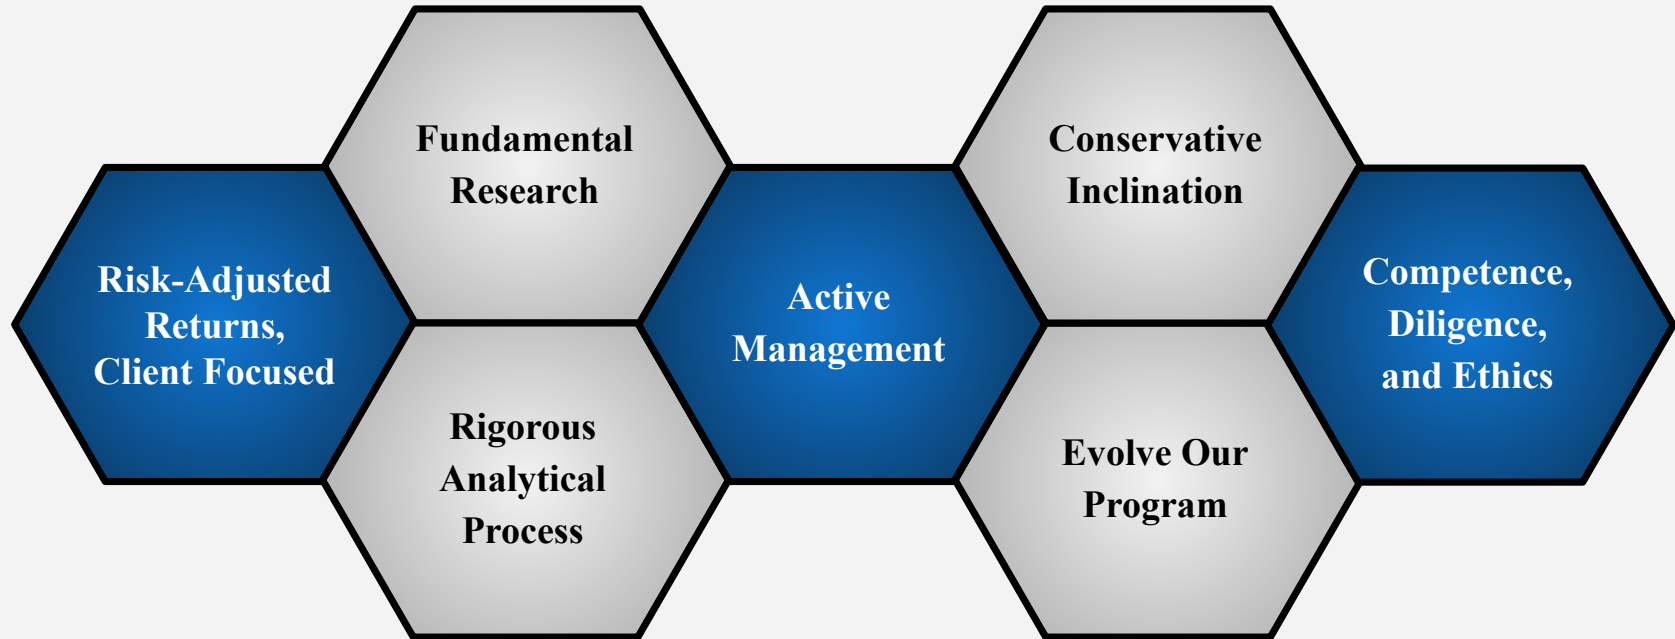 Risk-Adjusted
Returns,
Client Focused
Fundamental
Research
Rigorous
Analytical
Process
Active
Management
Conservative
Inclination
Evolve Our
Program
Competence,
Diligence,
and Ethics